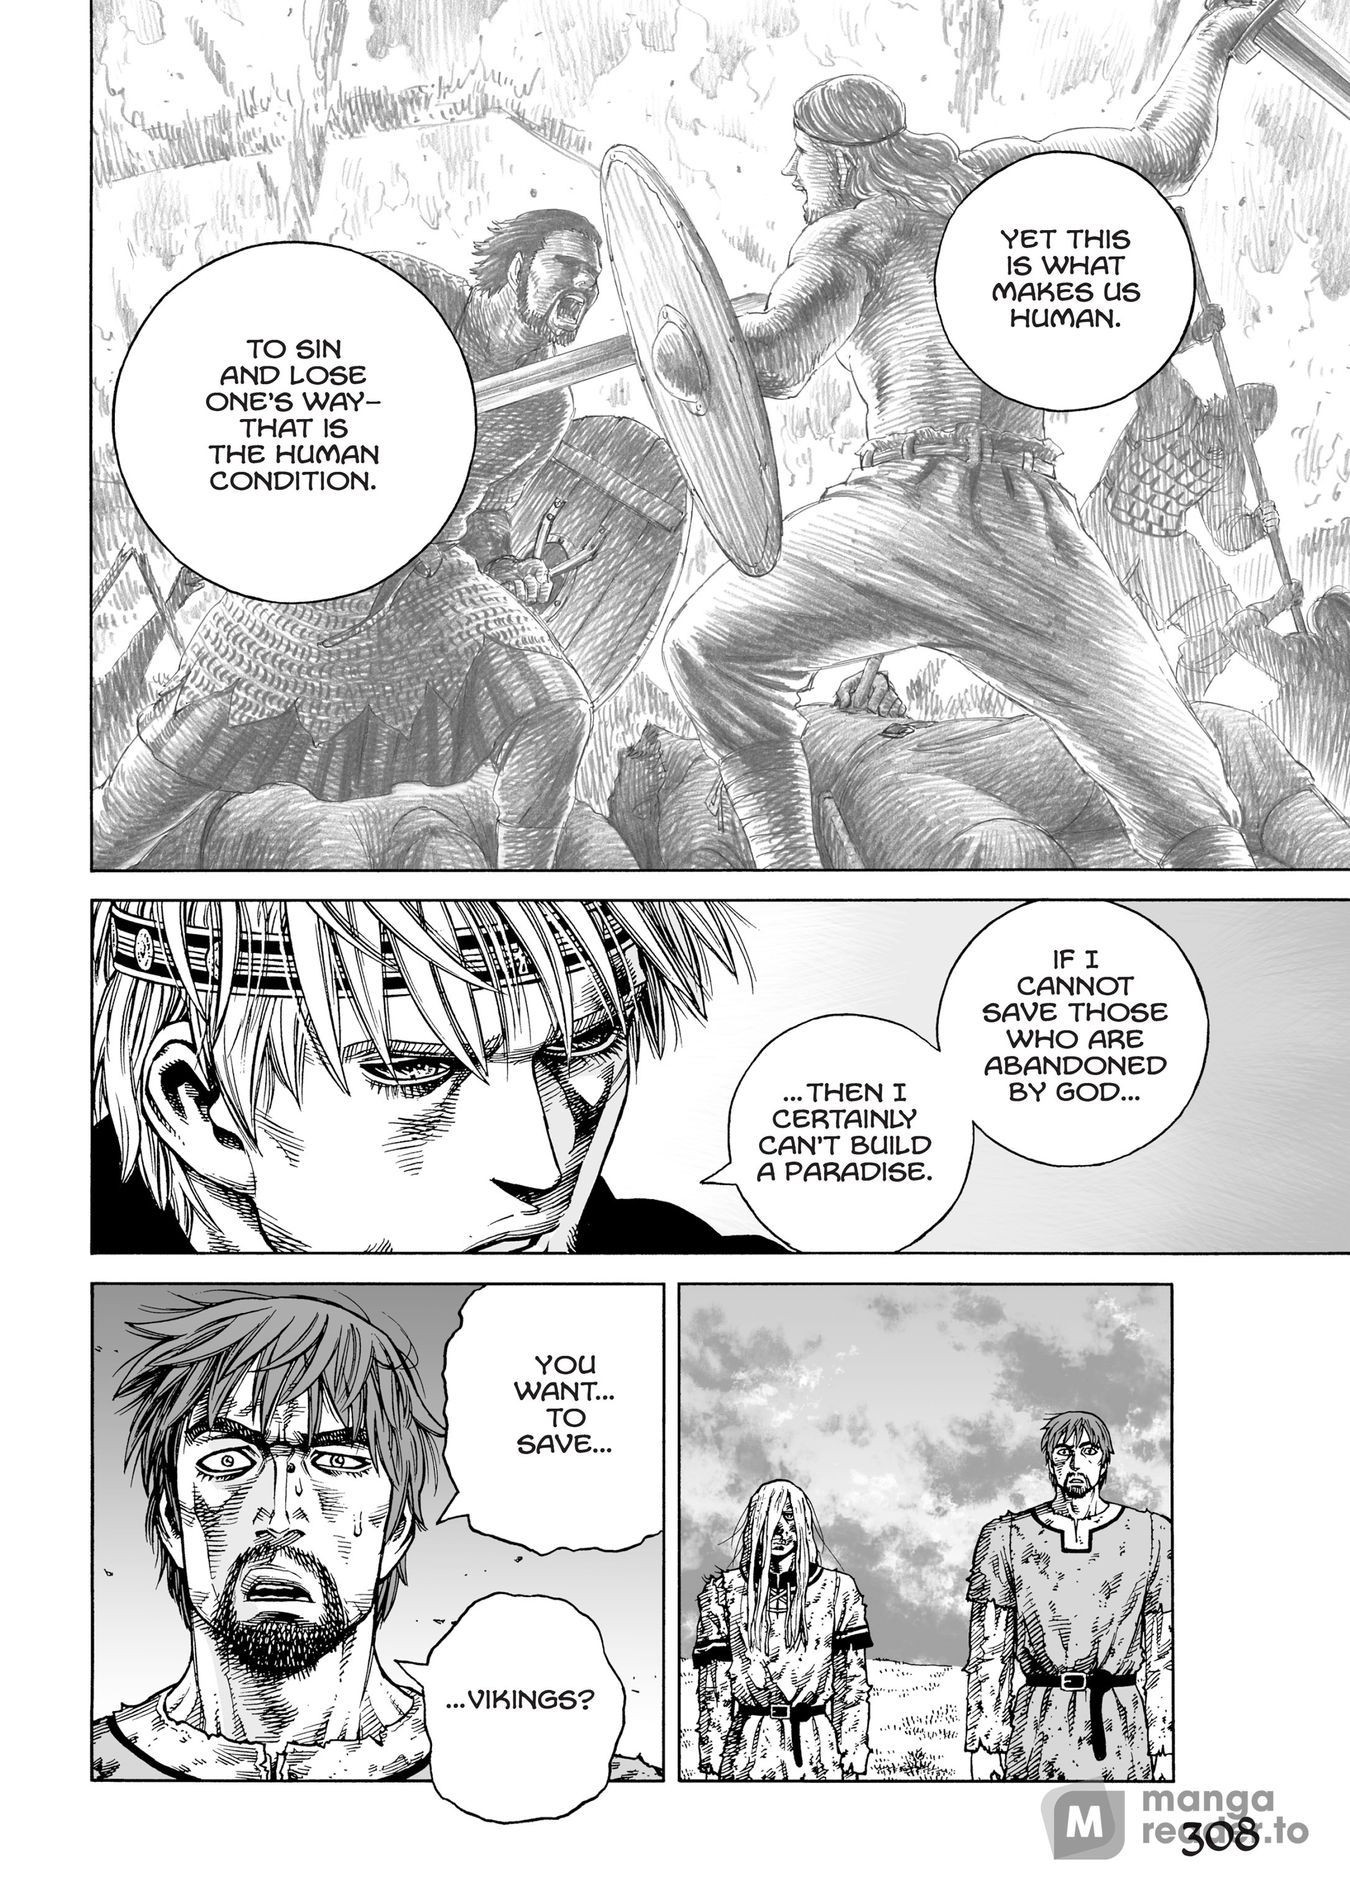 YET THIS
IS WHAT
MAKES US
HUMAN.
TO SIN
AND LOSE
ONE'S WAY—
THAT IS
THE HUMAN
CONDITION.
IF I
CANNOT
SAVE THOSE
WHO ARE
ABANDONED
BY GOD...
...THEN I
CERTAINLY
CAN'T BUILD
A PARADISE.
YOU
WANT...
TO
SAVE...
...VIKINGS?
M
manga
reader.to
308